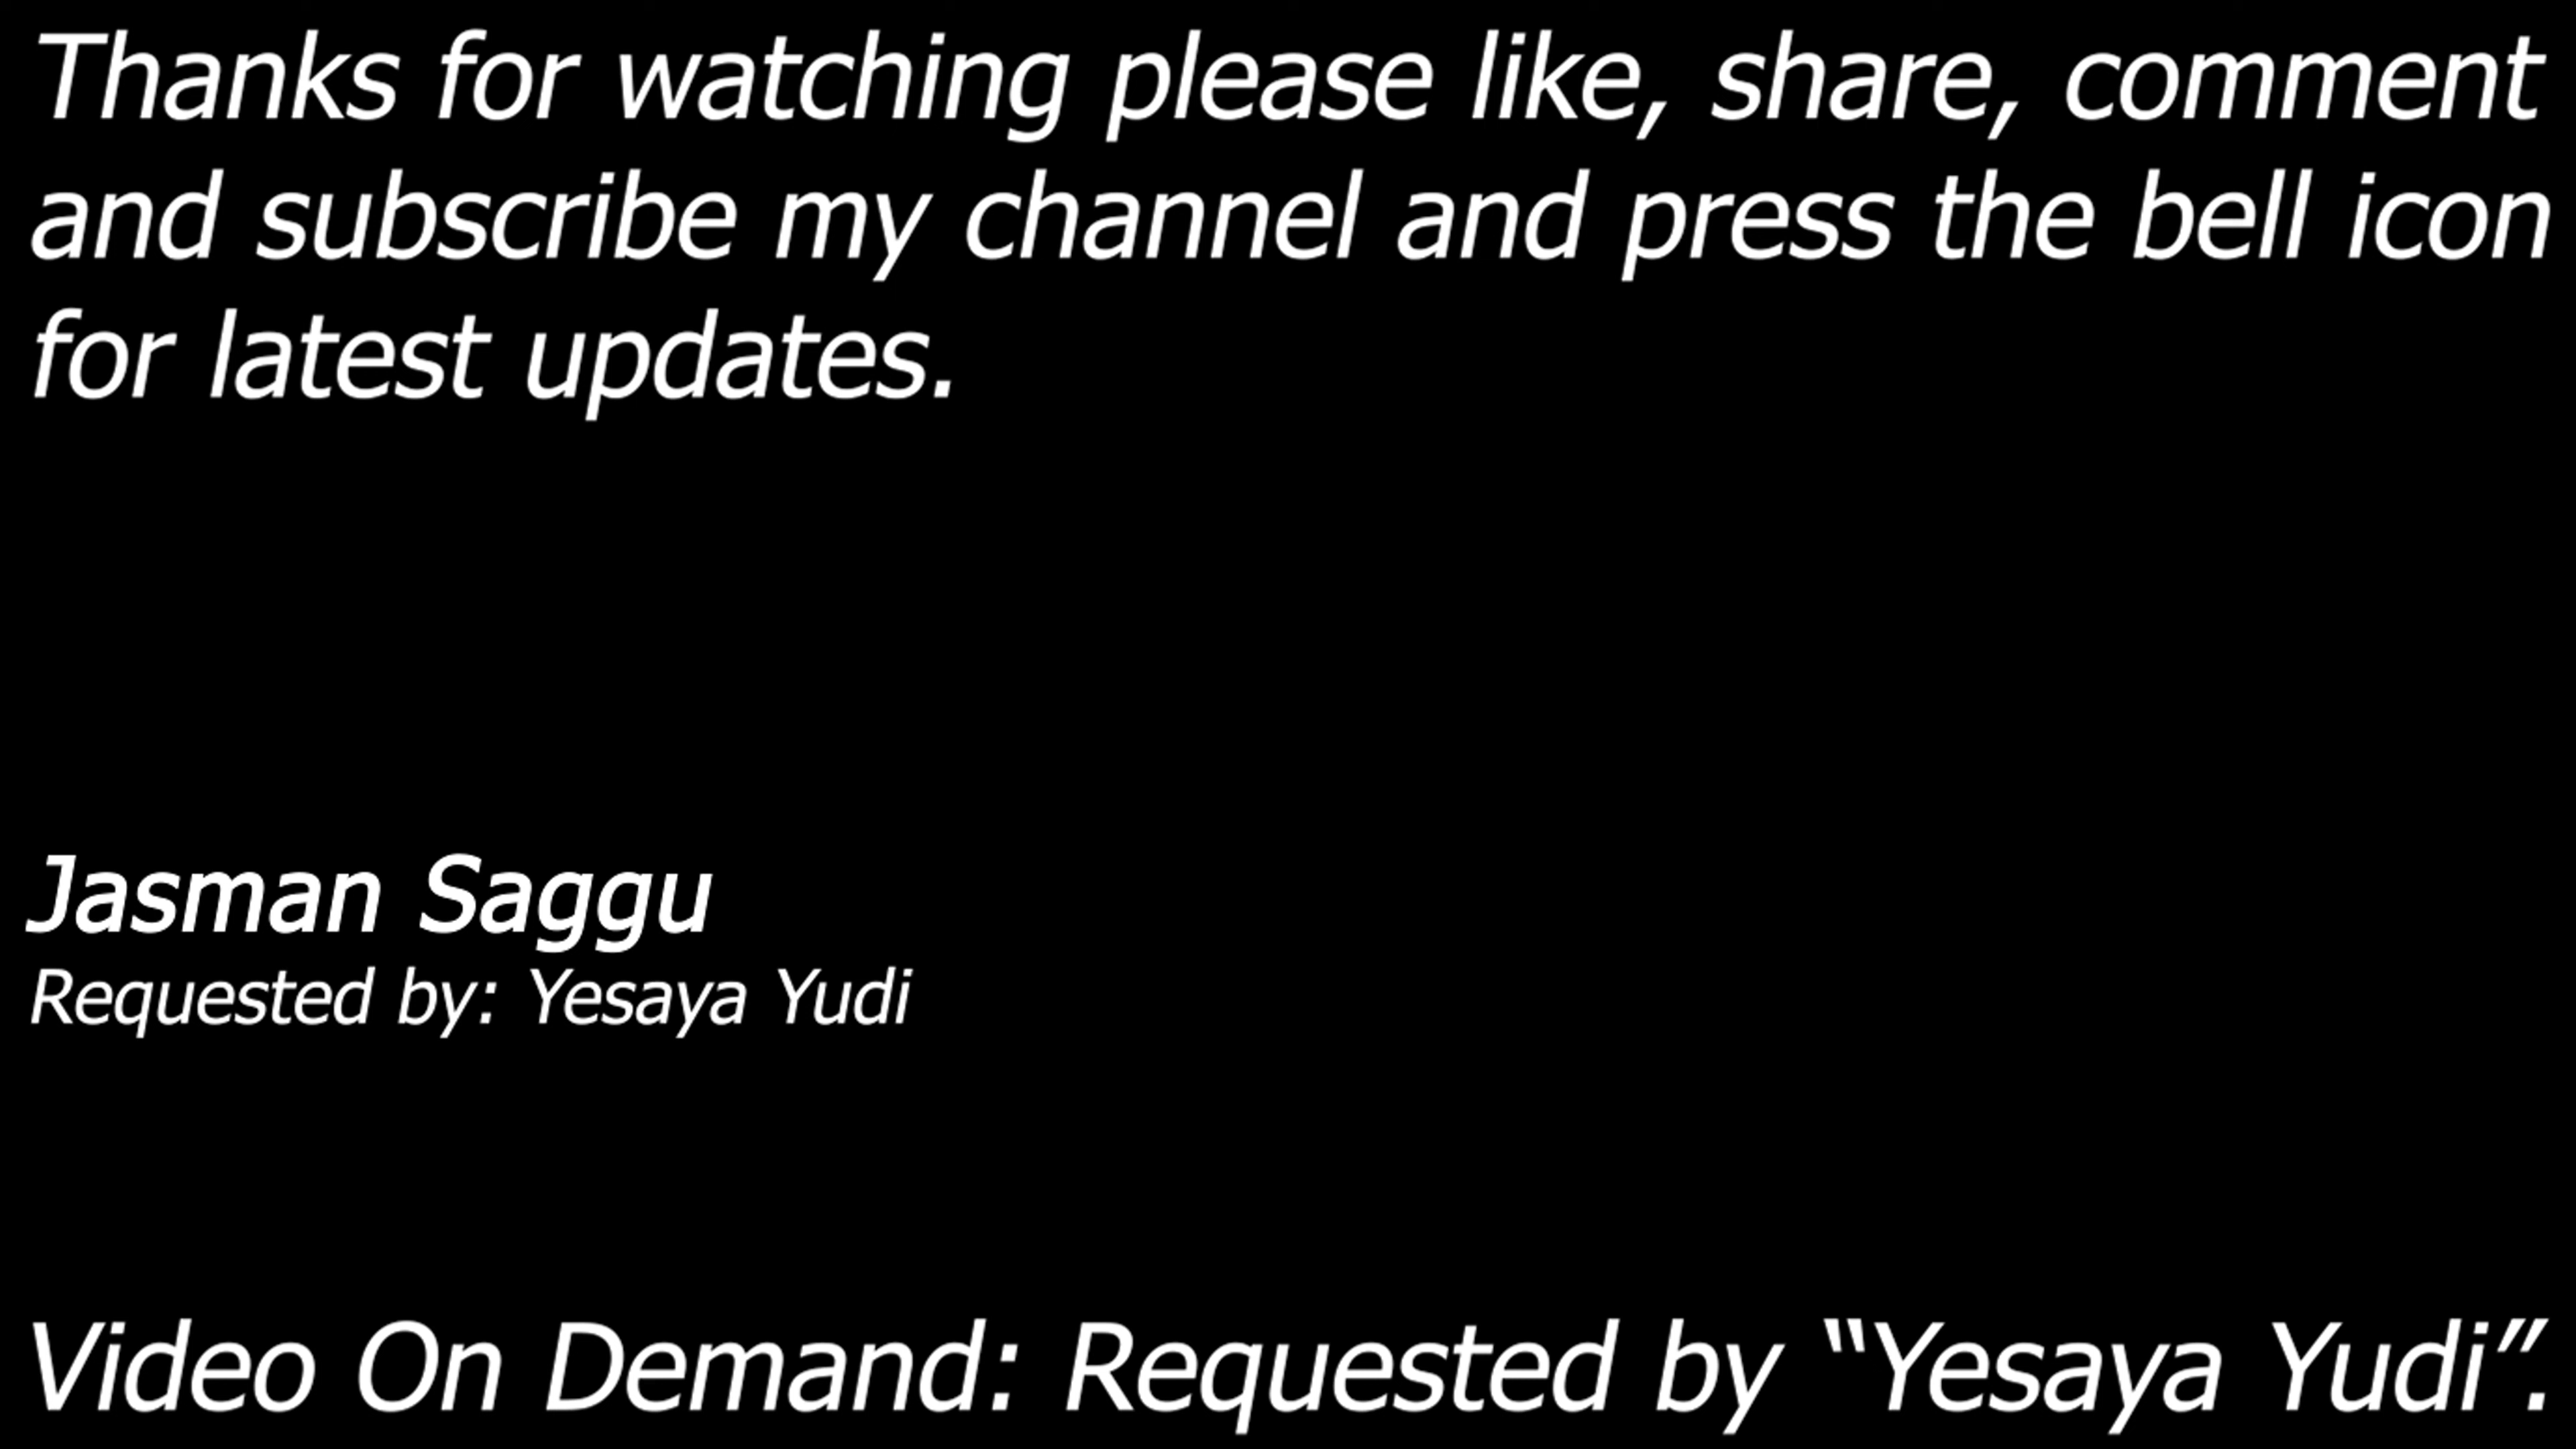 Thanks for watching please like, share, comment
and subscribe my channel and press the bell icon
for latest updates.
Jasman Saggu
Requested by: Yesaya Yudi
Video On Demand: Requested by “Yesaya Yudi”.